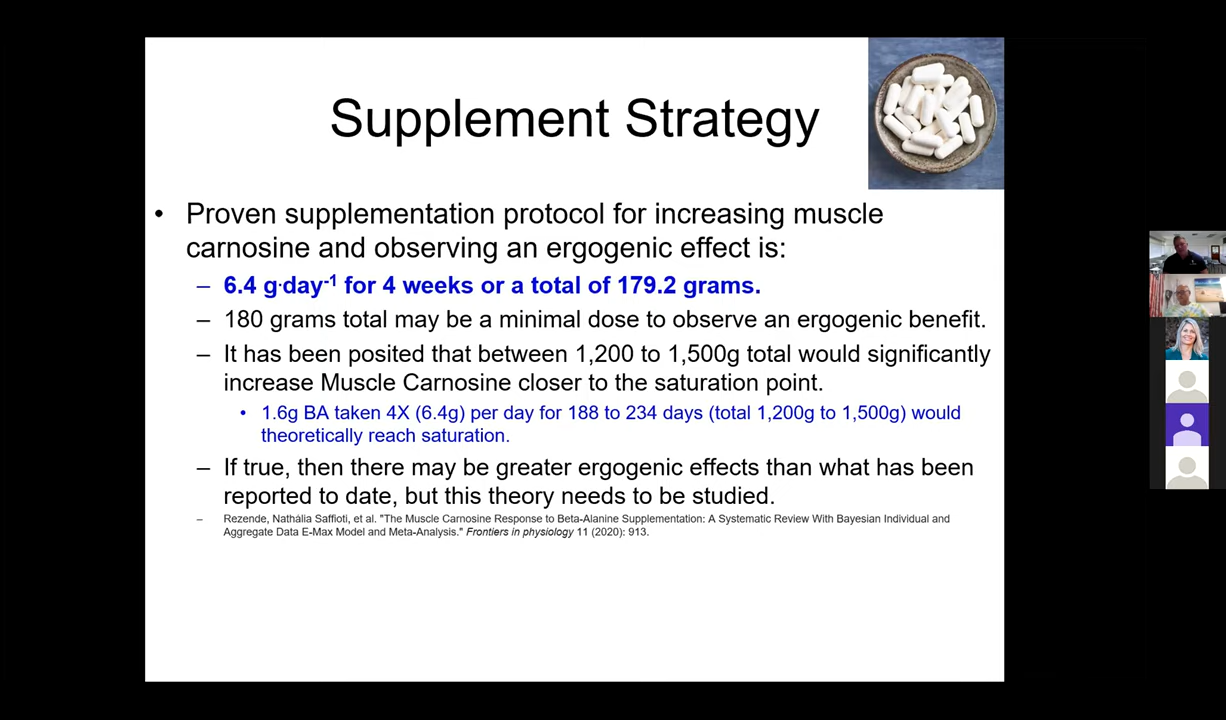 Supplement Strategy
• Proven supplementation protocol for increasing muscle
carnosine and observing an ergogenic effect is:
– 6.4 g·day-1 for 4 weeks or a total of 179.2 grams.
– 180 grams total may be a minimal dose to observe an ergogenic benefit.
– It has been posited that between 1,200 to 1,500g total would significantly
increase Muscle Carnosine closer to the saturation point.
• 1.6g BA taken 4X (6.4g) per day for 188 to 234 days (total 1,200g to 1,500g) would
theoretically reach saturation.
– If true, then there may be greater ergogenic effects than what has been
reported to date, but this theory needs to be studied.
– Rezende, Nathália Saffioti, et al. "The Muscle Carnosine Response to Beta-Alanine Supplementation: A Systematic Review With Bayesian Individual and
Aggregate Data E-Max Model and Meta-Analysis." Frontiers in physiology 11 (2020): 913.